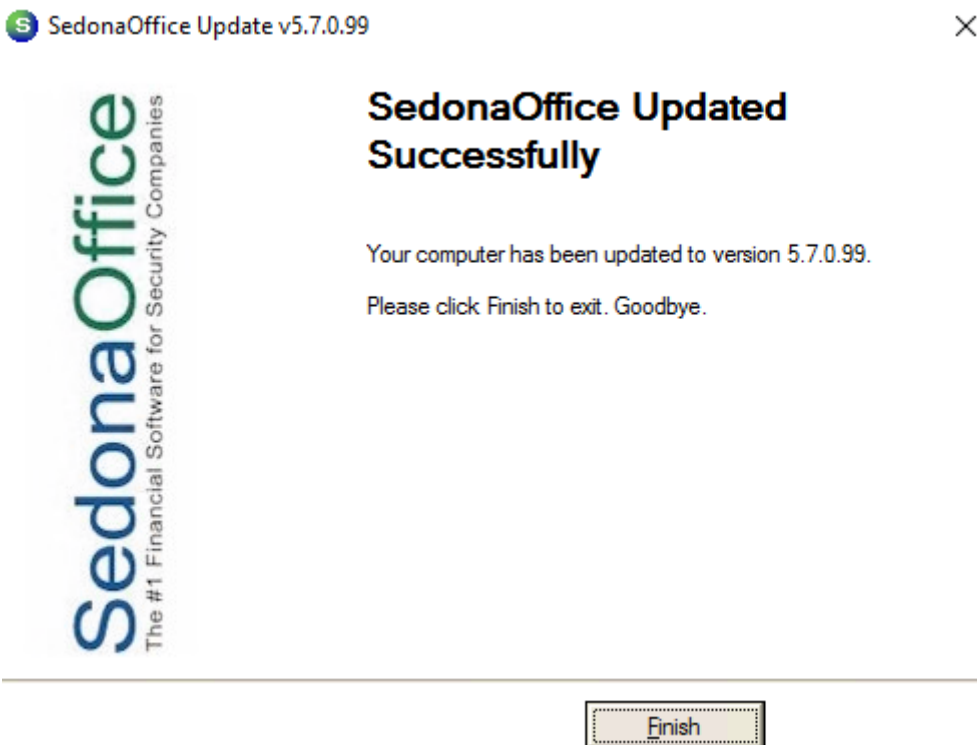 SedonaOffice Update v5.7.0.99
SedonaOffice
The #1 Financial Software for Security Companies
SedonaOffice Updated
Successfully
Your computer has been updated to version 5.7.0.99.
Please click Finish to exit. Goodbye.
Finish